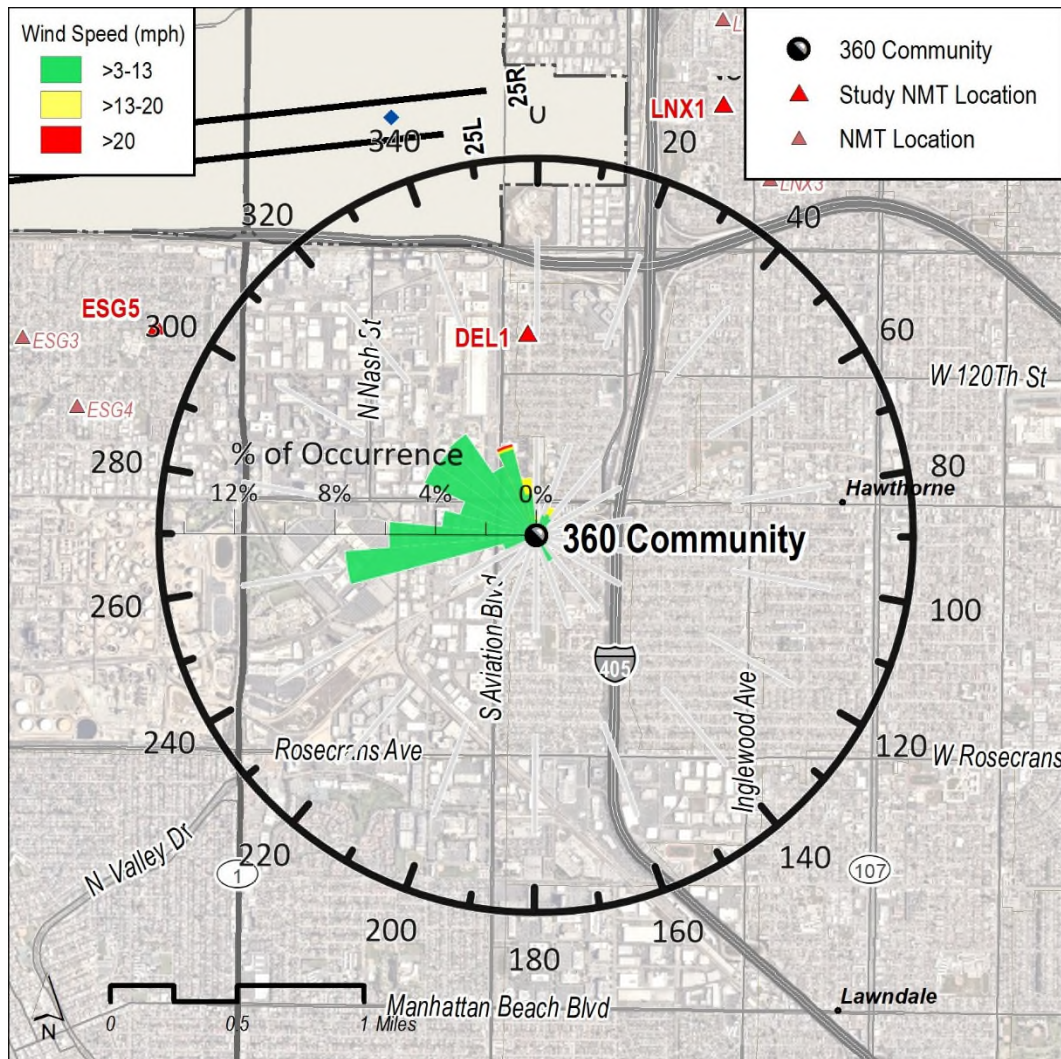 Wind Speed (mph)
>3-13
>13-20
>20
360 Community
Study NMT Location
NMT Location
25R
25L
LNX1
LNX3
0
20
40
60
80
100
120
140
160
180
200
220
240
260
280
300
320
340
ESG5
ESG3
ESG4
DEL1
N Nash St
W 120Th St
% of Occurrence
12%
8%
4%
0%
Hawthorne
360 Community
S Aviation Blvd
405
Inglewood Ave
Rosecrans Ave
W Rosecrans
N Valley Dr
1
107
Manhattan Beach Blvd
Lawndale
N
0
0.5
1 Miles